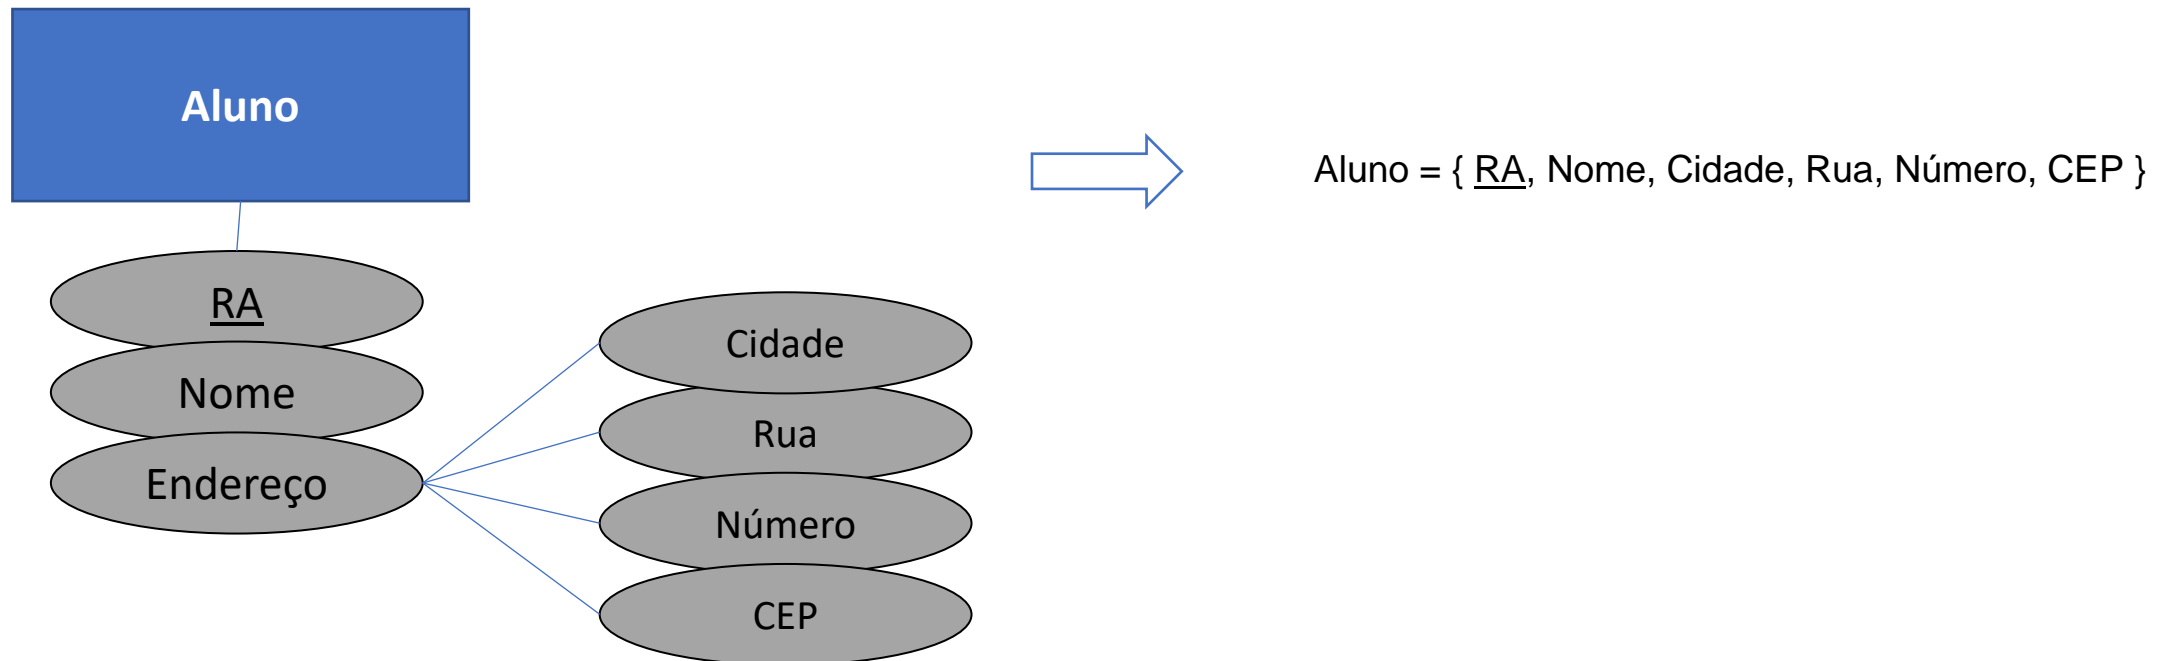 Aluno
RA
Nome
Endereço
Cidade
Rua
Número
CEP
Aluno = { RA, Nome, Cidade, Rua, Número, CEP }